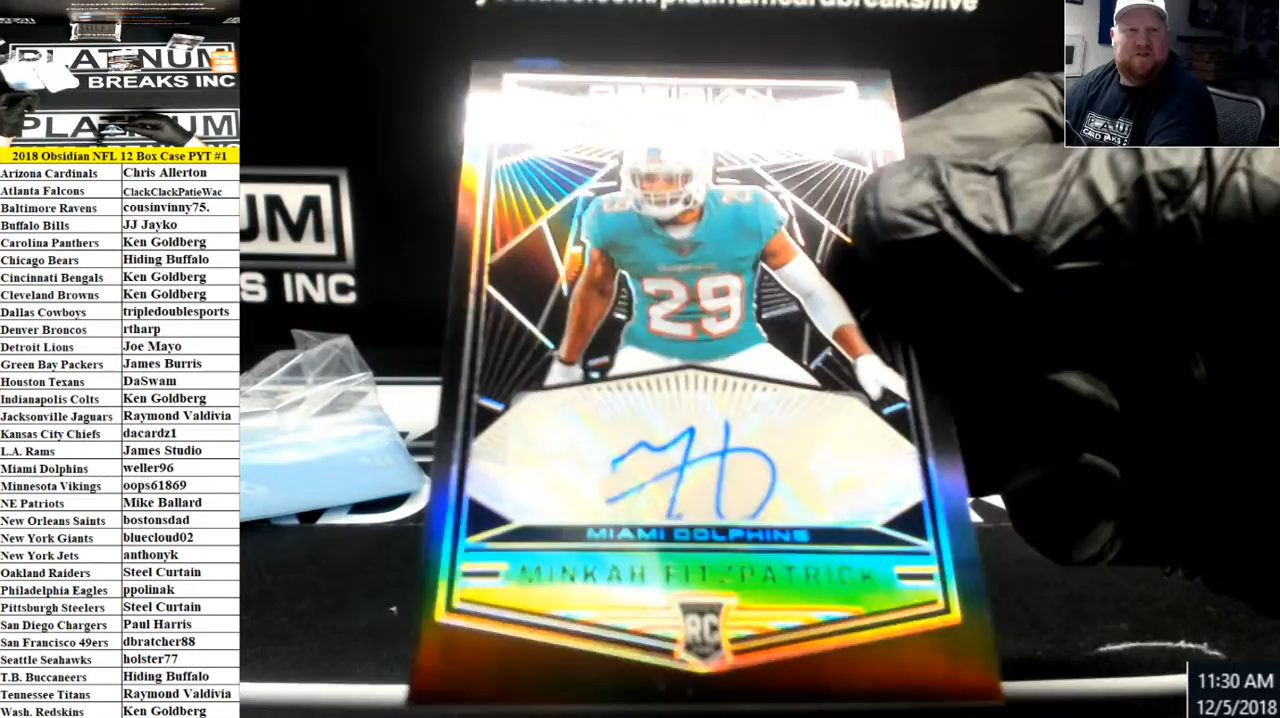 PLATINUM
BREAKS INC
PLATINUM
2018 Obsidian NFL 12 Box Case PYT #1
Arizona Cardinals Chris Allerton
Atlanta Falcons ClackClackPatieWac
Baltimore Ravens cousinvinny75.
Buffalo Bills JJ Jayko
Carolina Panthers Ken Goldberg
Chicago Bears Hiding Buffalo
Cincinnati Bengals Ken Goldberg
Cleveland Browns Ken Goldberg
Dallas Cowboys tripledoublesports
Denver Broncos rtharp
Detroit Lions Joe Mayo
Green Bay Packers James Burris
Houston Texans DaSwam
Indianapolis Colts Ken Goldberg
Jacksonville Jaguars Raymond Valdivia
Kansas City Chiefs dacardz1
L.A. Rams James Studio
Miami Dolphins weller96
Minnesota Vikings oops61869
NE Patriots Mike Ballard
New Orleans Saints bostonsdad
New York Giants bluecloud02
New York Jets anthonyk
Oakland Raiders Steel Curtain
Philadelphia Eagles ppolinak
Pittsburgh Steelers Steel Curtain
San Diego Chargers Paul Harris
San Francisco 49ers dbratcher88
Seattle Seahawks holster77
T.B. Buccaneers Hiding Buffalo
Tennessee Titans Raymond Valdivia
Wash. Redskins Ken Goldberg
UM
S INC
OBSIDIAN
29
29
MIAMI DOLPHINS
MINKAH FITZPATRICK
RC
PLATINUM
11:30 AM
12/5/2018